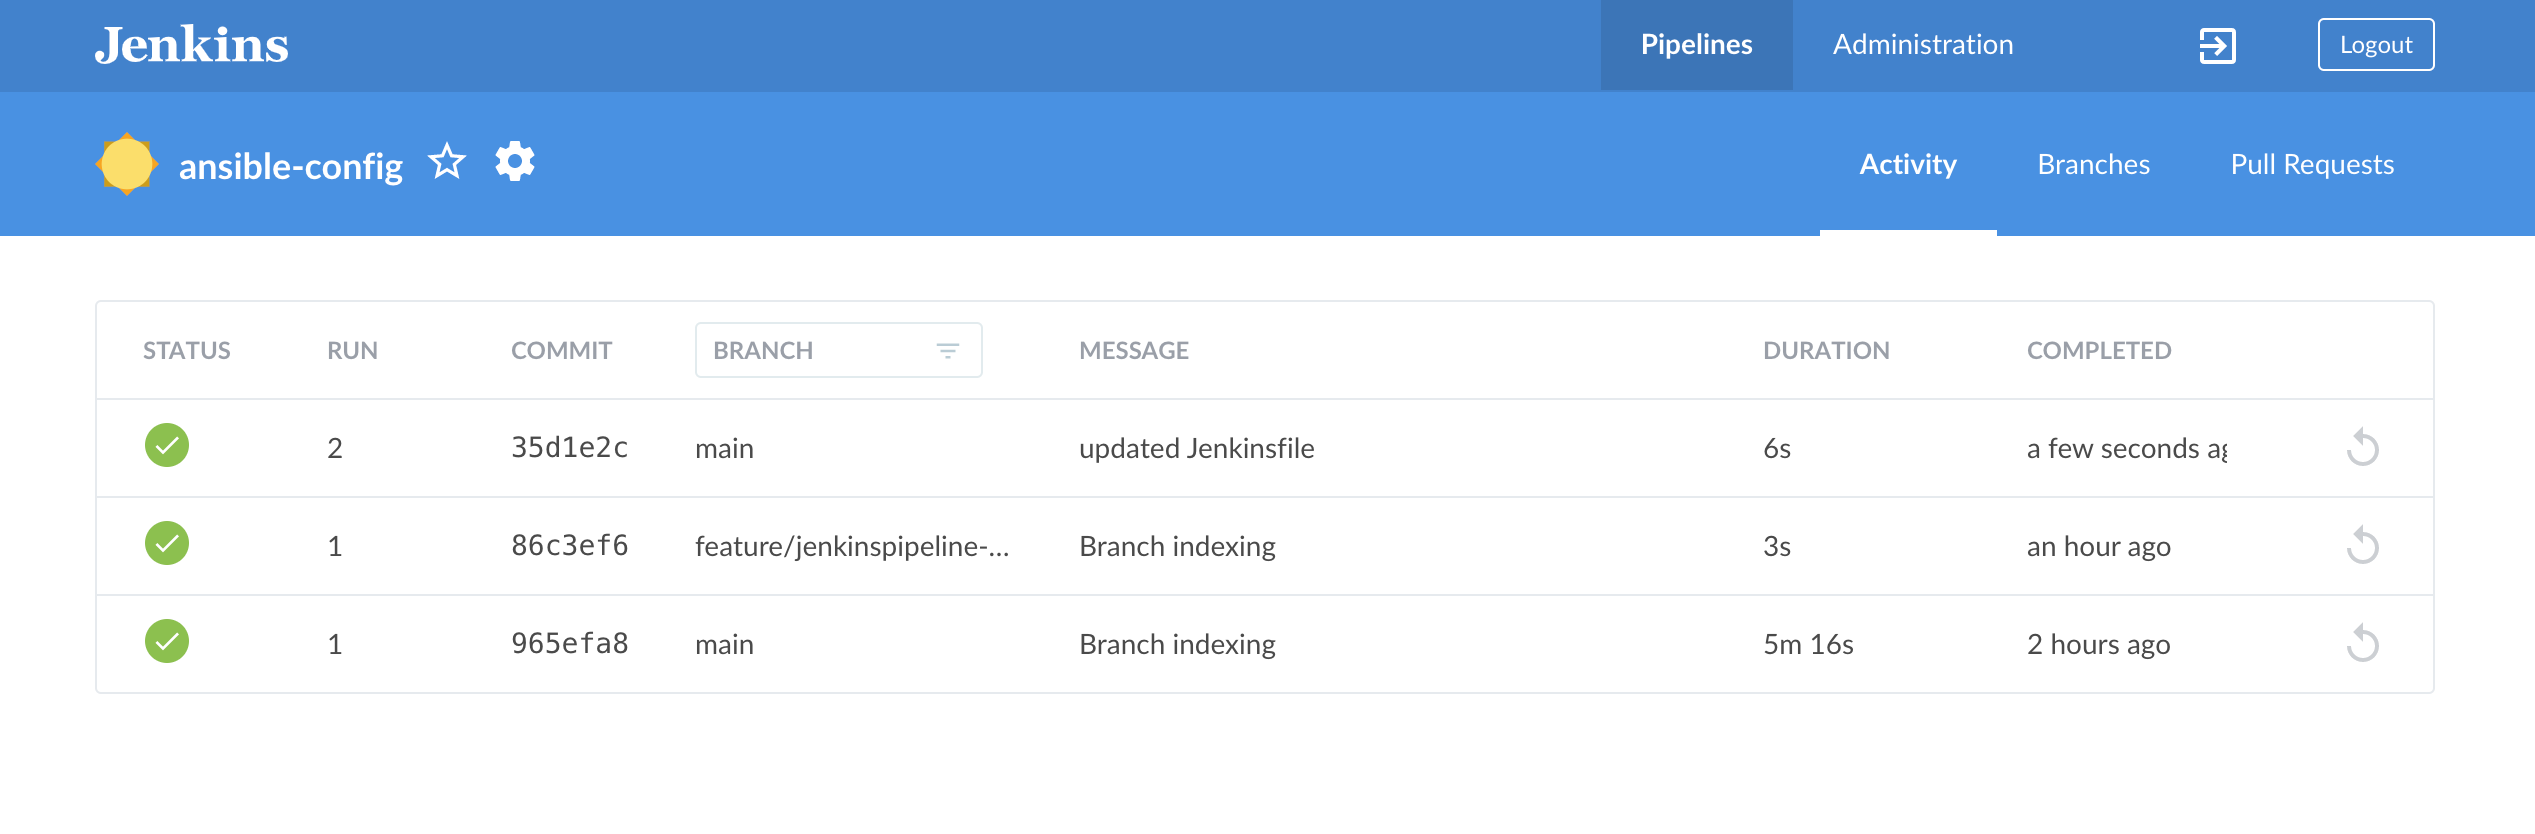 Jenkins Pipelines Administration Logout
ansible-config Activity Branches Pull Requests
STATUS RUN COMMIT BRANCH MESSAGE DURATION COMPLETED
2 35d1e2c main updated Jenkinsfile 6s a few seconds ag
1 86c3ef6 feature/jenkinspipeline-... Branch indexing 3s an hour ago
1 965efa8 main Branch indexing 5m 16s 2 hours ago